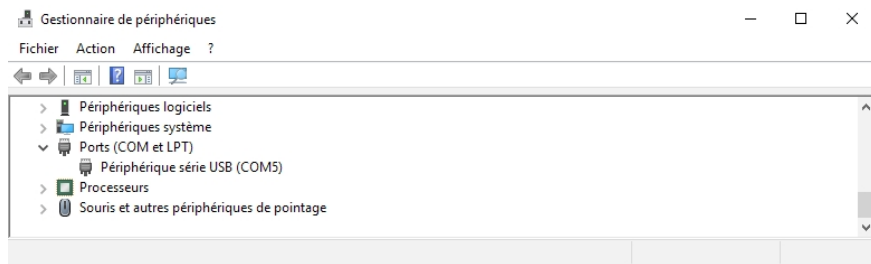 Gestionnaire de périphériques
Fichier Action Affichage ?
Périphériques logiciels
Périphériques système
Ports (COM et LPT)
Périphérique série USB (COM5)
Processeurs
Souris et autres périphériques de pointage